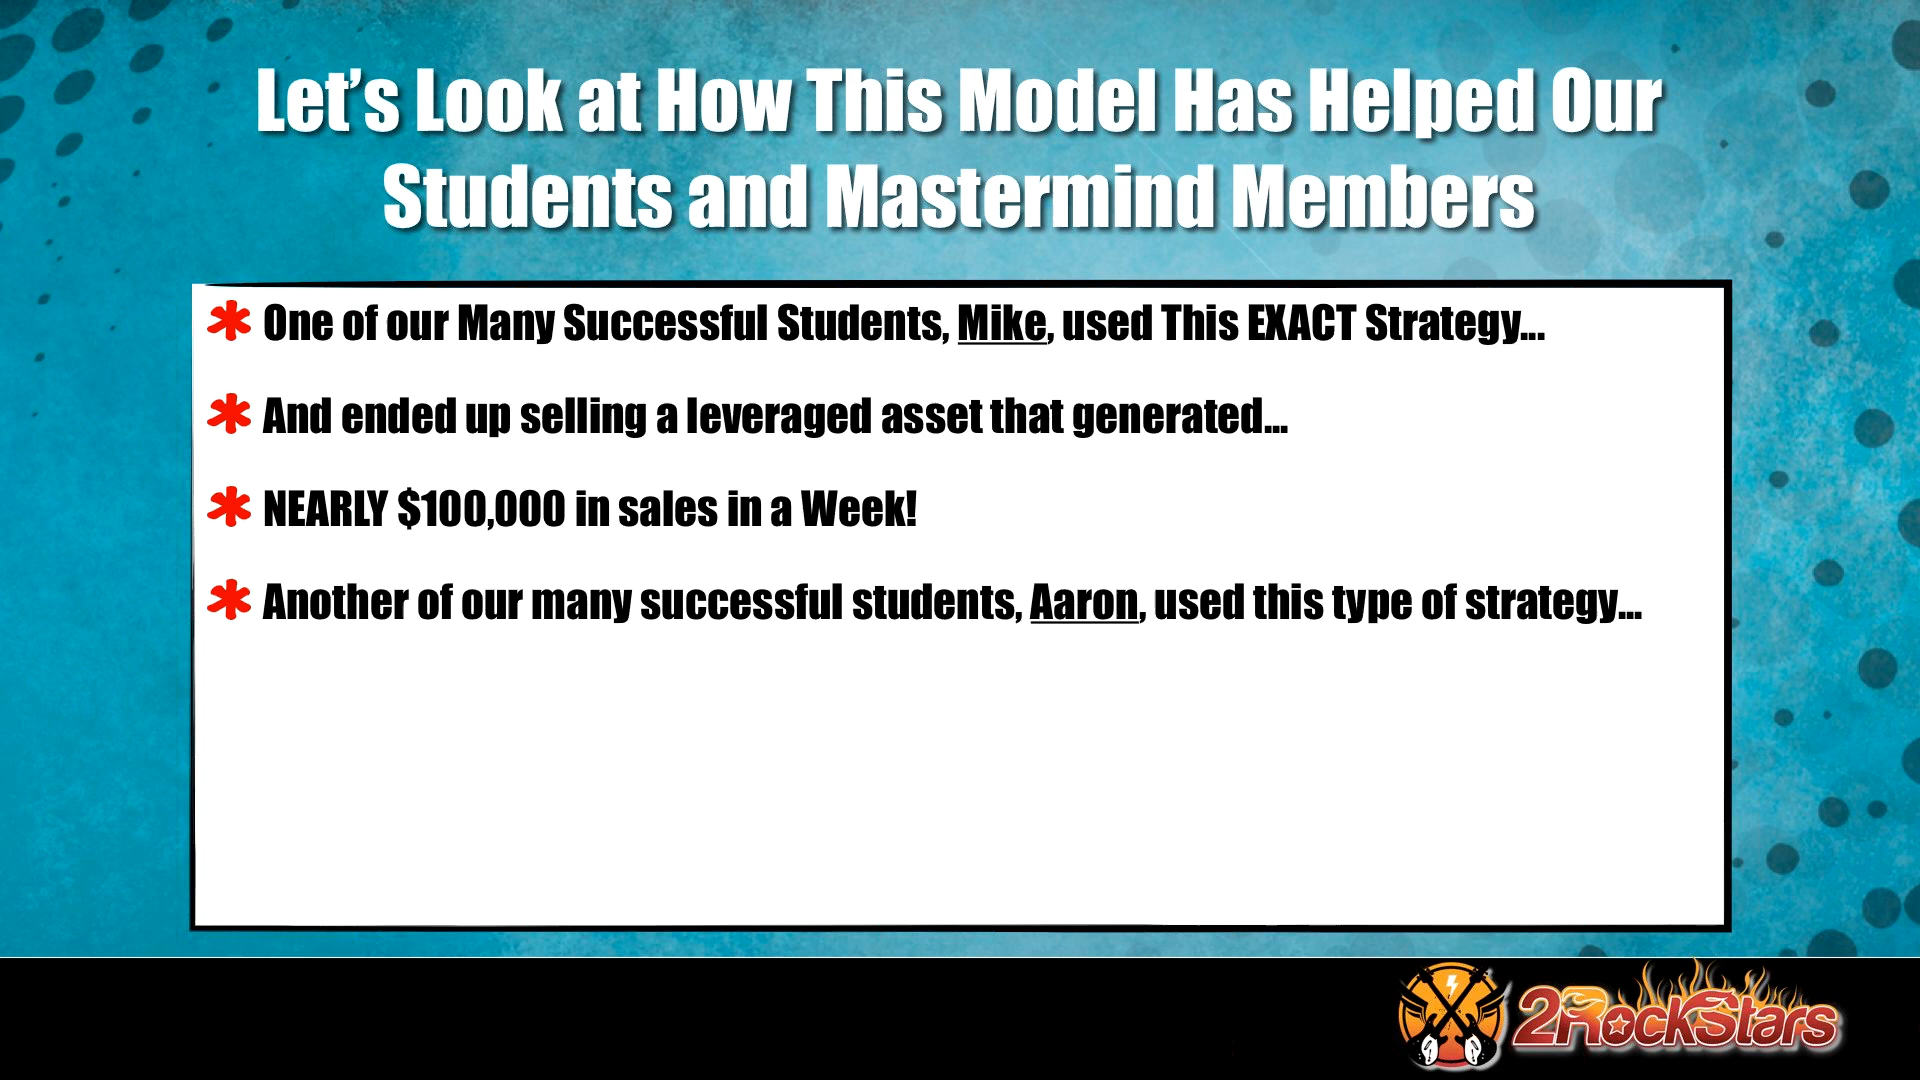 Let’s Look at How This Model Has Helped Our
Students and Mastermind Members
* One of our Many Successful Students, Mike, used This EXACT Strategy...
* And ended up selling a leveraged asset that generated...
* NEARLY $100,000 in sales in a Week!
* Another of our many successful students, Aaron, used this type of strategy...
2RockStars